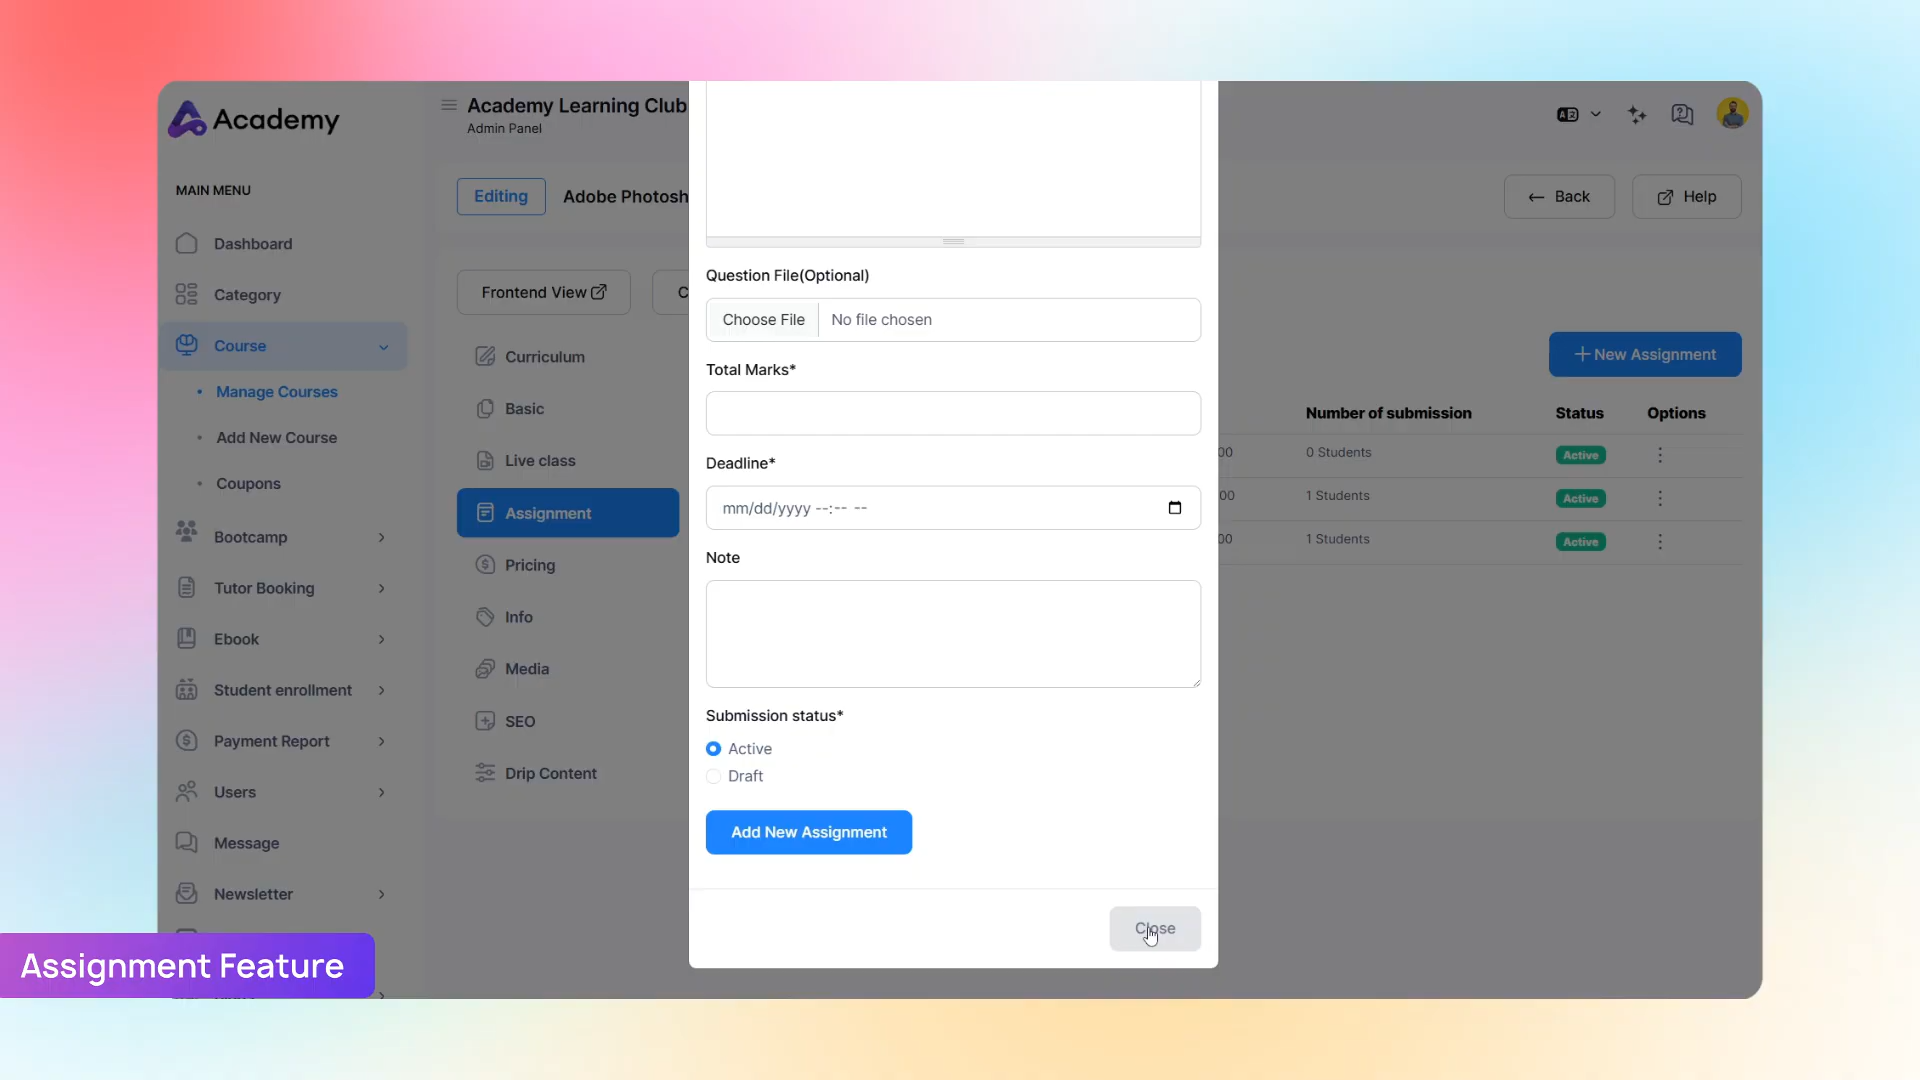 Academy
Academy Learning Club
Admin Panel
MAIN MENU
Dashboard
Category
Course
Manage Courses
Add New Course
Coupons
Bootcamp
Tutor Booking
Ebook
Student enrollment
Payment Report
Users
Message
Newsletter
Editing
Adobe Photosh
Back
Help
Frontend View
C
Curriculum
Basic
Live class
Assignment
Pricing
Info
Media
SEO
Drip Content
Question File(Optional)
Choose File
No file chosen
Total Marks*
Deadline*
mm/dd/yyyy --:-- --
Note
Submission status*
Active
Draft
Add New Assignment
Close
New Assignment
Number of submission Status Options
00 0 Students Active
00 1 Students Active
00 1 Students Active
Assignment Feature